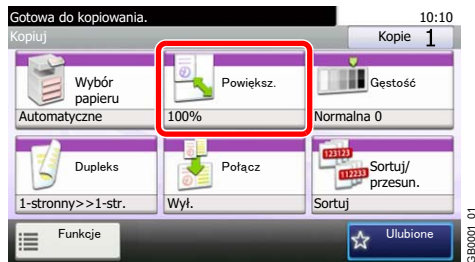 Gotowa do kopiowania.
10:10
Kopiuj
Kopie 1
Wybór
papieru
Automatyczne
Powiększ.
100%
Gęstość
Normalna 0
Dupleks
1-stronny>>1-str.
Połącz
Wył.
123123
112233
Sortuj/
przesun.
Sortuj
Funkcje
Ulubione